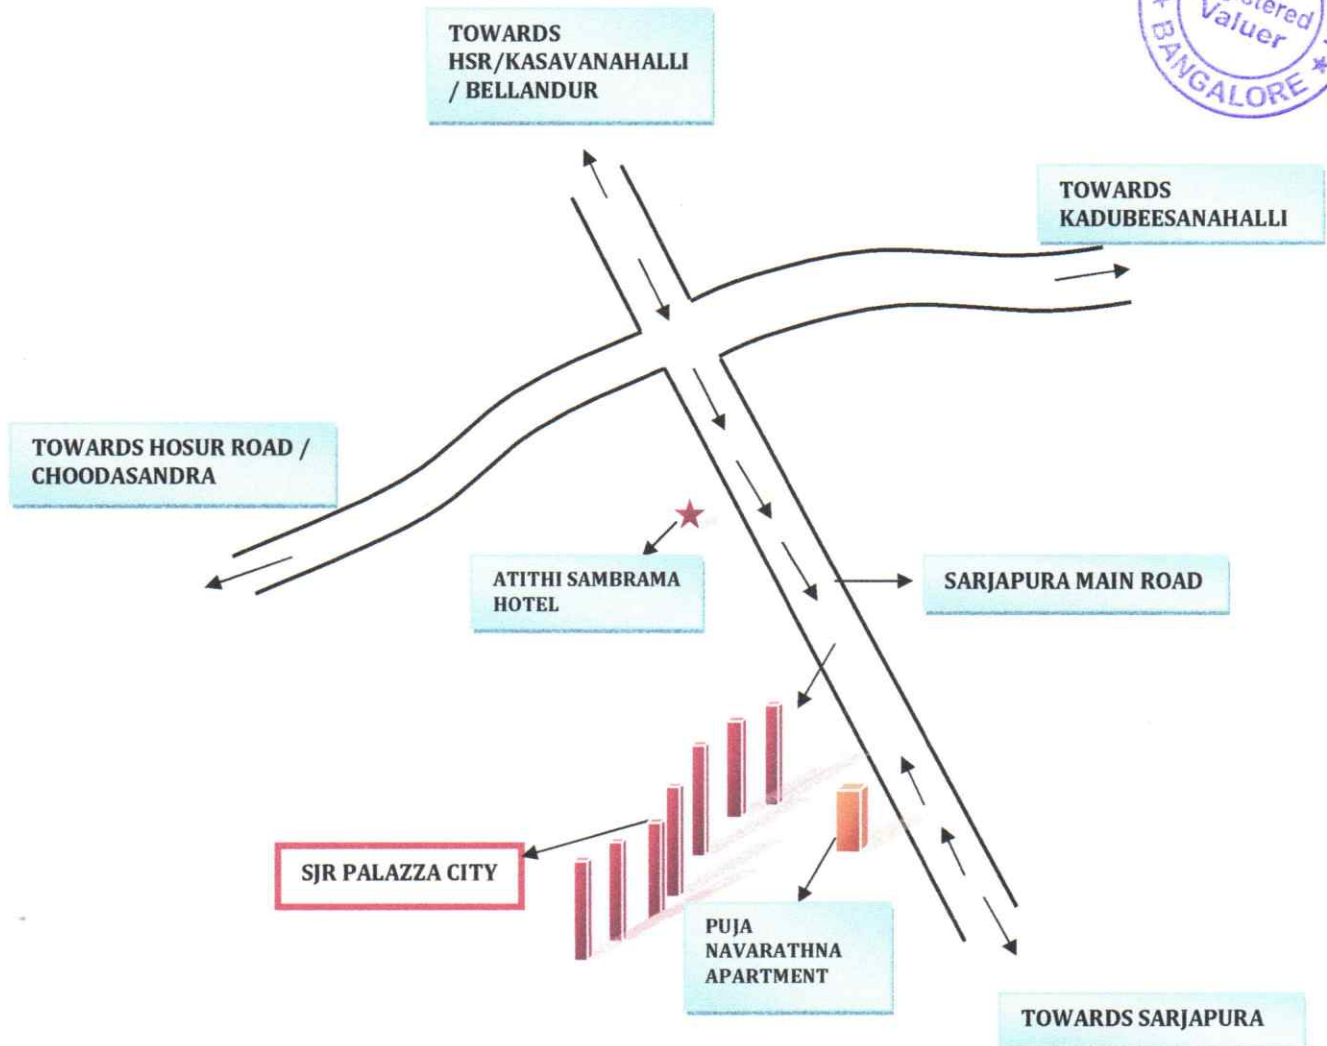 TOWARDS
HSR/KASAVANAHALLI
/ BELLANDUR
Valuer
BANGALORE
TOWARDS
KADUBEESANAHALLI
TOWARDS HOSUR ROAD /
CHOODASANDRA
ATITHI SAMBRAMA
HOTEL
SARJAPURA MAIN ROAD
SJR PALAZZA CITY
PUJA
NAVARATHNA
APARTMENT
TOWARDS SARJAPURA